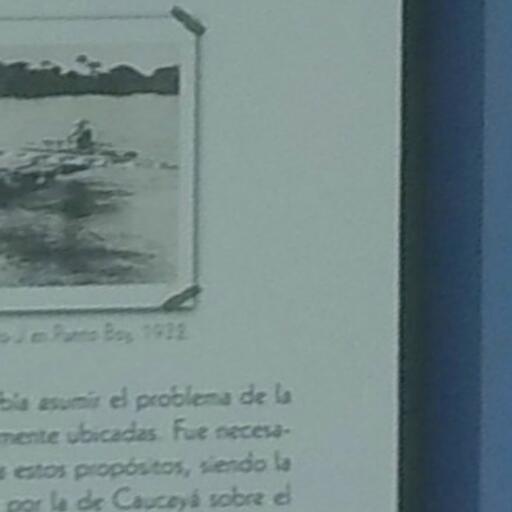 en Puerto Boy, 1932
bía asumir el problema de la
mente ubicadas. Fue necesa-
estos propósitos, siendo la
por la de Caucayá sobre el